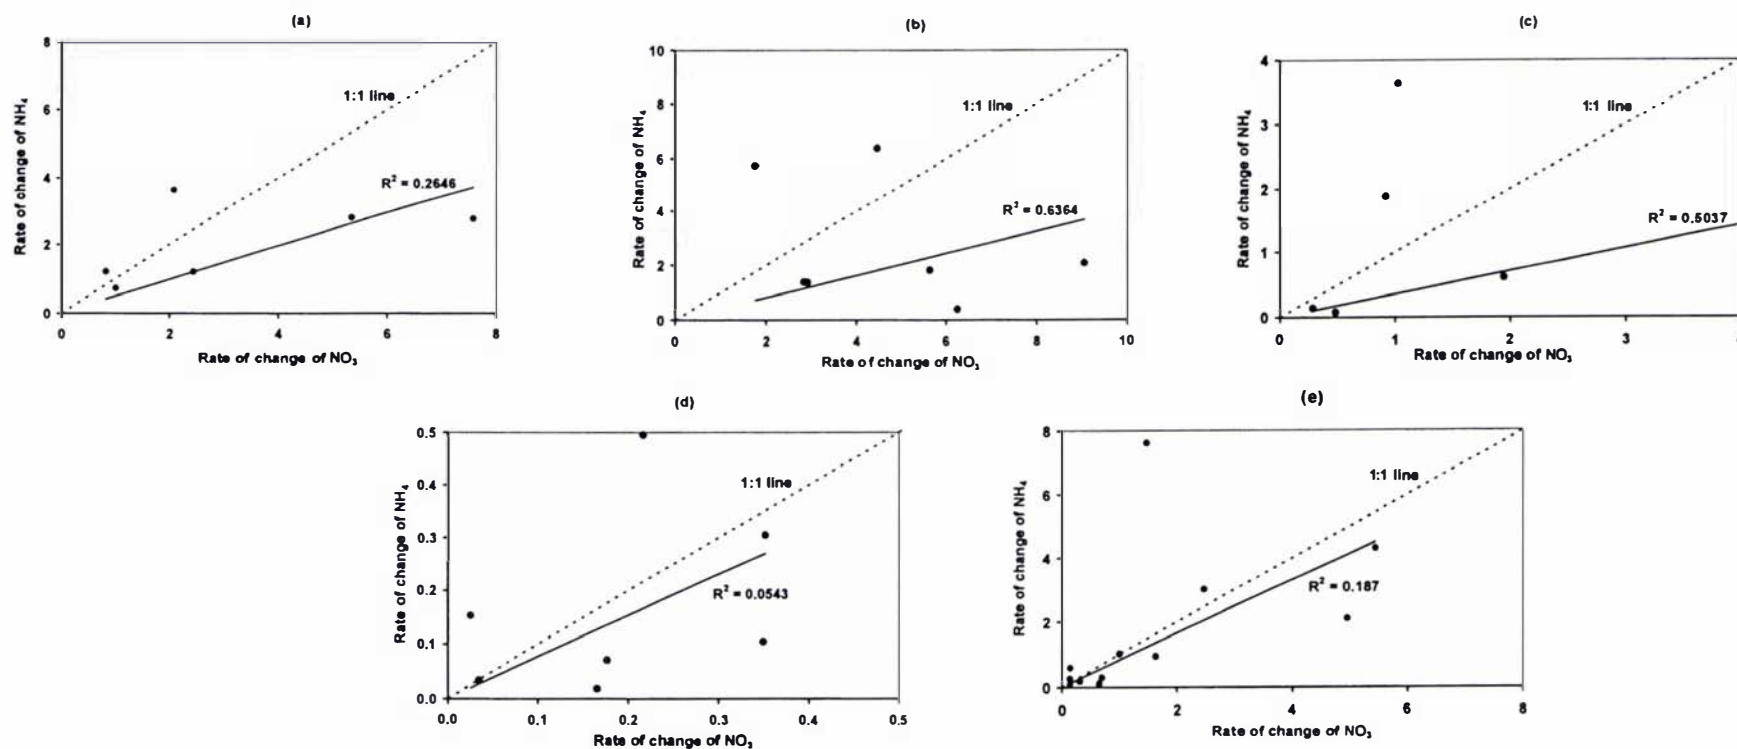 (a)
8
6
4
2
0
Rate of change of NH₄
1:1 line
R² = 0.2646
0 2 4 6 8
Rate of change of NO₃
(b)
10
8
6
4
2
0
Rate of change of NH₄
1:1 line
R² = 0.6364
0 2 4 6 8 10
Rate of change of NO₃
(c)
4
3
2
1
0
Rate of change of NH₄
1:1 line
R² = 0.5037
0 1 2 3
Rate of change of NO₃
(d)
0.5
0.4
0.3
0.2
0.1
0.0
Rate of change of NH₄
1:1 line
R² = 0.0543
0.0 0.1 0.2 0.3 0.4 0.5
Rate of change of NO₃
(e)
8
6
4
2
0
Rate of change of NH₄
1:1 line
R² = 0.187
0 2 4 6 8
Rate of change of NO₃